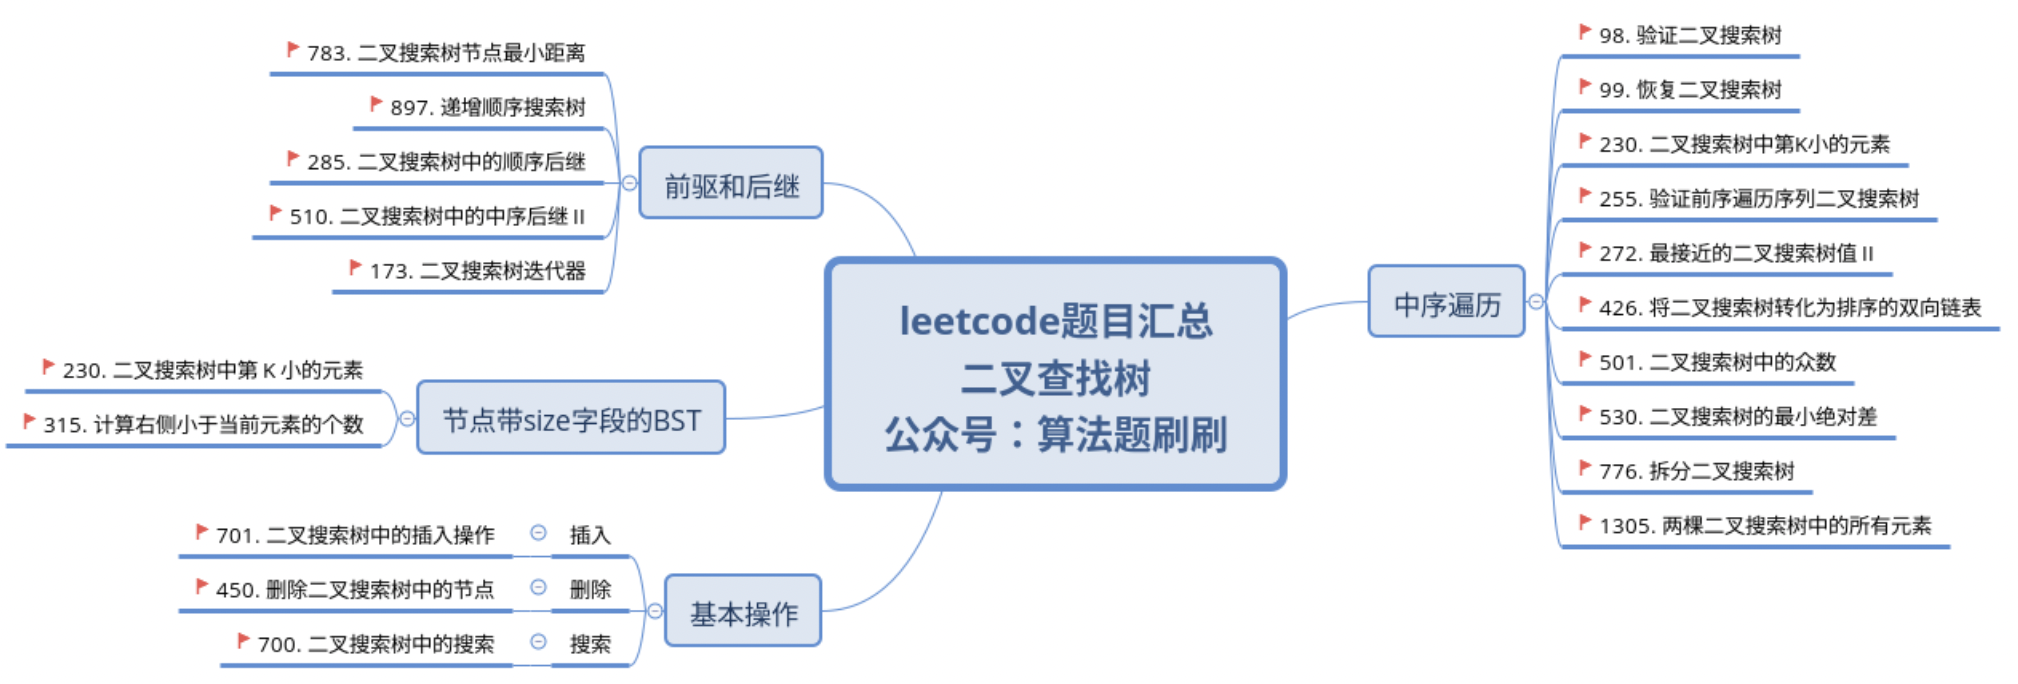 leetcode题目汇总
二叉查找树
公众号：算法题刷刷
前驱和后继
783. 二叉搜索树节点最小距离
897. 递增顺序搜索树
285. 二叉搜索树中的顺序后继
510. 二叉搜索树中的中序后继 II
173. 二叉搜索树迭代器
节点带size字段的BST
230. 二叉搜索树中第 K 小的元素
315. 计算右侧小于当前元素的个数
基本操作
插入
701. 二叉搜索树中的插入操作
删除
450. 删除二叉搜索树中的节点
搜索
700. 二叉搜索树中的搜索
中序遍历
98. 验证二叉搜索树
99. 恢复二叉搜索树
230. 二叉搜索树中第K小的元素
255. 验证前序遍历序列二叉搜索树
272. 最接近的二叉搜索树值 II
426. 将二叉搜索树转化为排序的双向链表
501. 二叉搜索树中的众数
530. 二叉搜索树的最小绝对差
776. 拆分二叉搜索树
1305. 两棵二叉搜索树中的所有元素